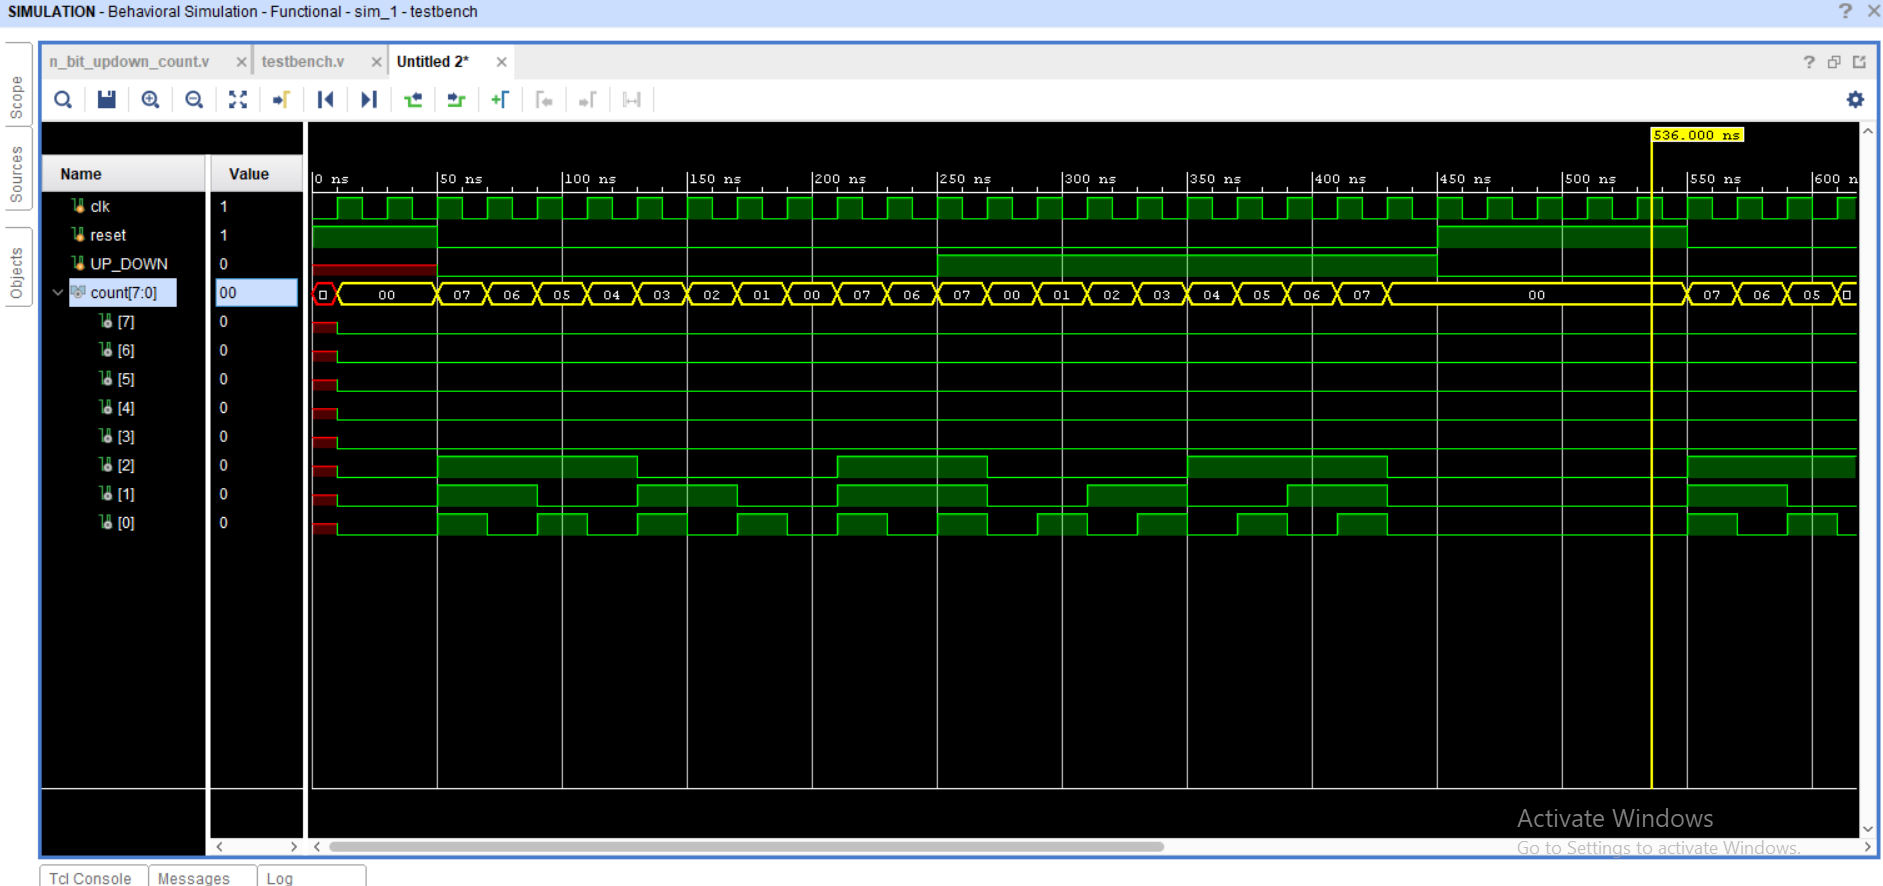 SIMULATION - Behavioral Simulation - Functional - sim_1 - testbench
n_bit_updown_count.v testbench.v Untitled 2*
Scope
Sources
Objects
536.000 ns
Name Value
0 ns 50 ns 100 ns 150 ns 200 ns 250 ns 300 ns 350 ns 400 ns 450 ns 500 ns 550 ns 600 n
clk 1
reset 1
UP_DOWN 0
count[7:0] 00 00 07 06 05 04 03 02 01 00 07 06 07 00 01 02 03 04 05 06 07 00 07 06 05
[7] 0
[6] 0
[5] 0
[4] 0
[3] 0
[2] 0
[1] 0
[0] 0
Activate Windows
Go to Settings to activate Windows.
Tcl Console Messages Log